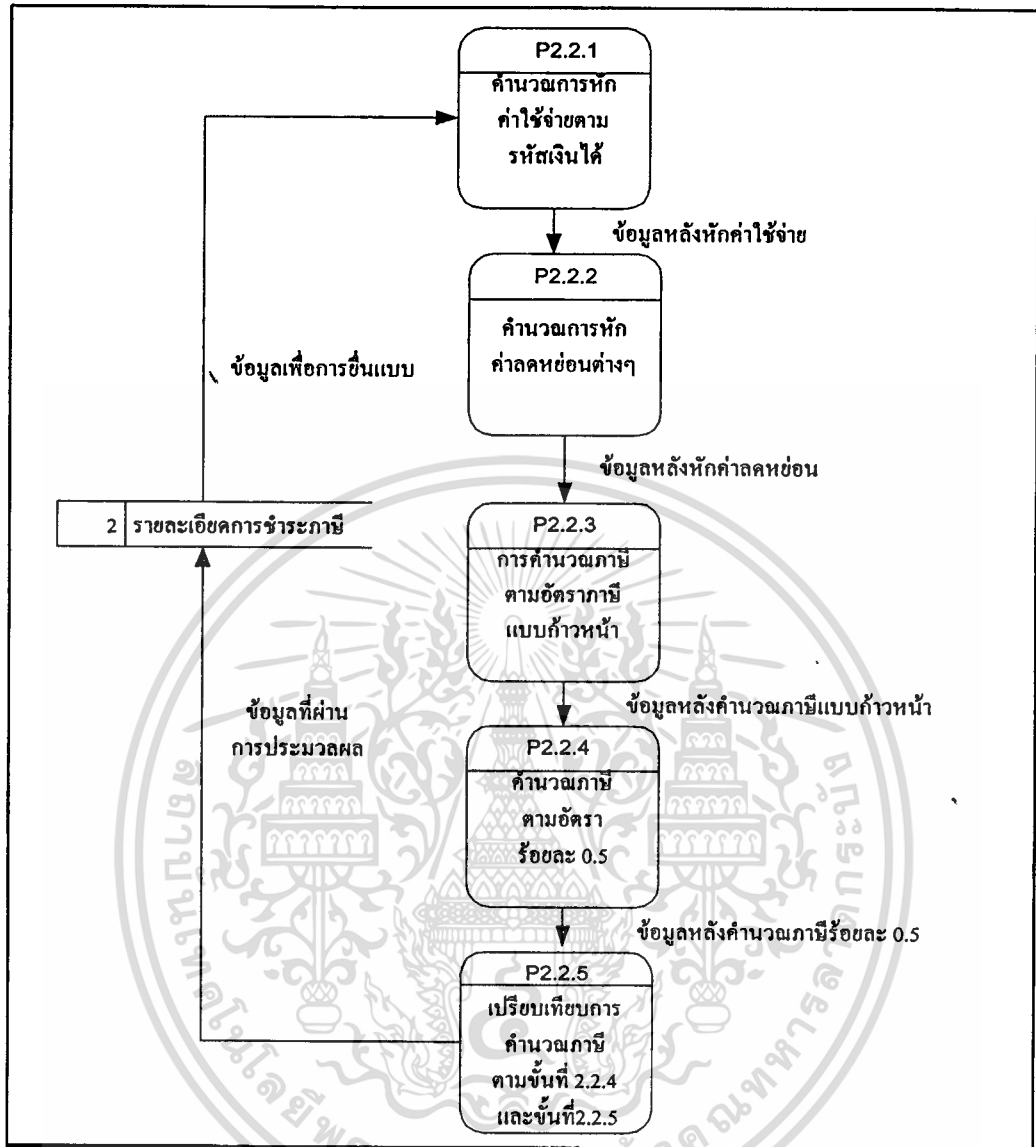 P2.2.1
คำนวณการหัก
ค่าใช้จ่ายตาม
รหัสเงินได้
ข้อมูลหลังหักค่าใช้จ่าย
P2.2.2
คำนวณการหัก
ค่าลดหย่อนต่างๆ
ข้อมูลเพื่อการยื่นแบบ
ข้อมูลหลังหักค่าลดหย่อน
2 รายละเอียดการชำระภาษี
P2.2.3
การคำนวณภาษี
ตามอัตราภาษี
แบบก้าวหน้า
ข้อมูลหลังคำนวณภาษีแบบก้าวหน้า
ข้อมูลที่ผ่าน
การประมวลผล
P2.2.4
คำนวณภาษี
ตามอัตรา
ร้อยละ 0.5
ข้อมูลหลังคำนวณภาษีร้อยละ 0.5
P2.2.5
เปรียบเทียบการ
คำนวณภาษี
ตามขั้นที่ 2.2.4
และขั้นที่2.2.5